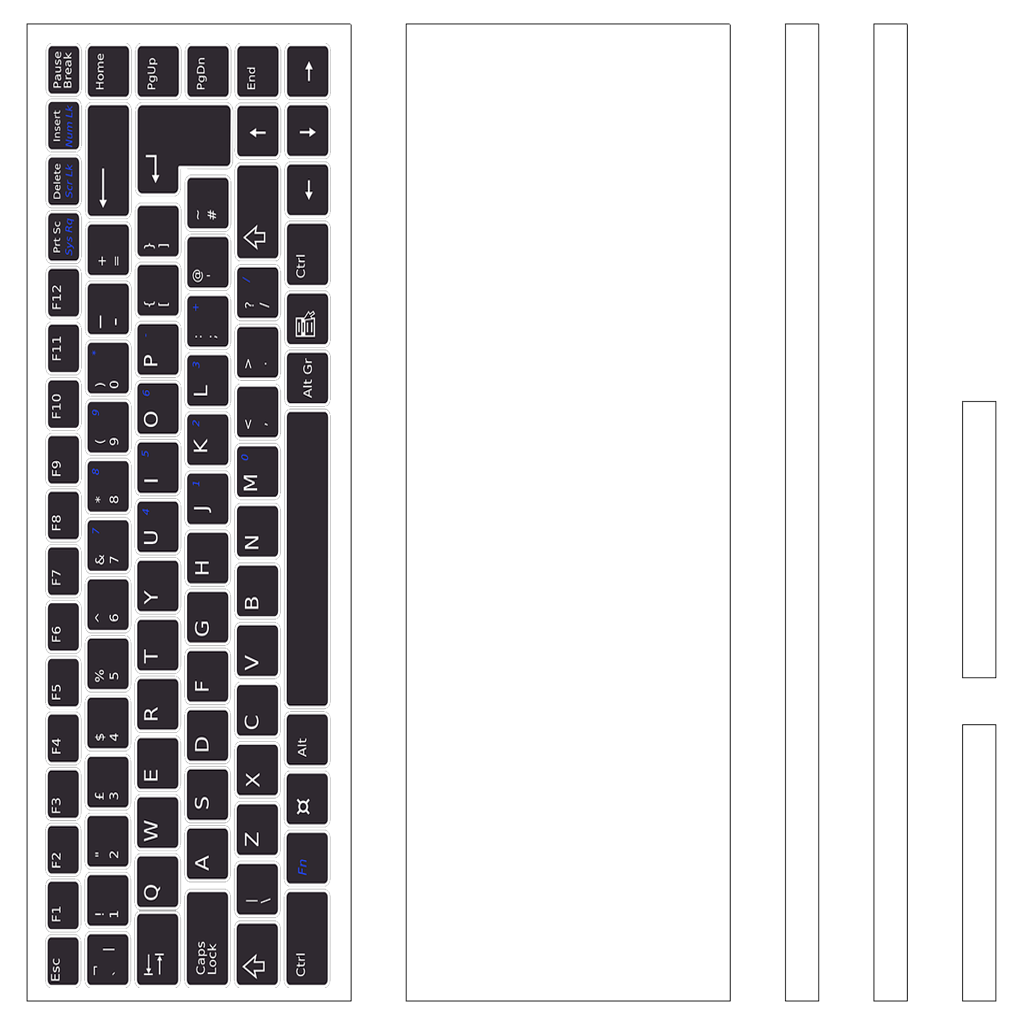 Esc F1 F2 F3 F4 F5 F6 F7 F8 F9 F10 F11 F12 Prt Sc Delete Insert Pause
Sys Rq Scr Lk Num Lk Break
¬ ! " £ $ % ^ & 7 * 8 ( 9 ) * _ + Home
` | 1 2 3 4 5 6 7 8 9 0 - =
Q W E R T Y U 4 I 5 O 6 P { } PgUp
[ ]
Caps A S D F G H J 1 K 2 L 3 : + @ ~ PgDn
Lock ; ' #
| Z X C V B N M 0 < > ? / End
\ , . /
Ctrl Fn Alt Alt Gr Ctrl